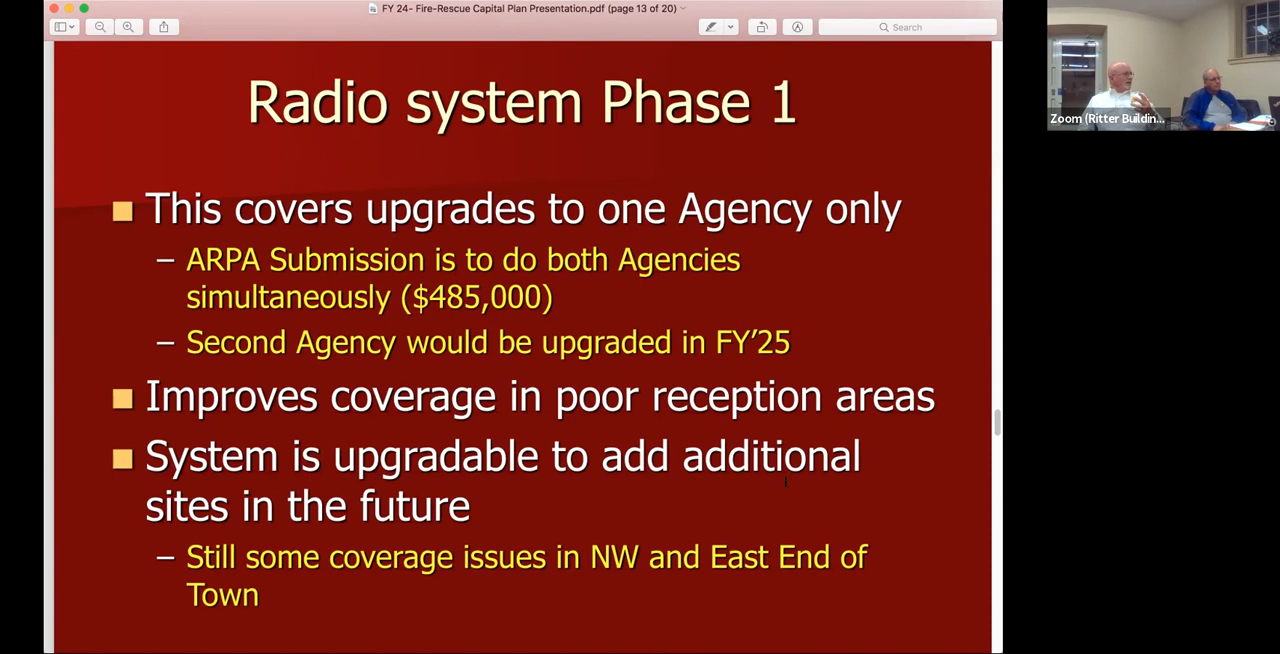 FY 24- Fire-Rescue Capital Plan Presentation.pdf (page 13 of 20)
Search
Radio system Phase 1
This covers upgrades to one Agency only
– ARPA Submission is to do both Agencies
simultaneously ($485,000)
– Second Agency would be upgraded in FY'25
Improves coverage in poor reception areas
System is upgradable to add additional
sites in the future
– Still some coverage issues in NW and East End of
Town
Zoom (Ritter Buildin...